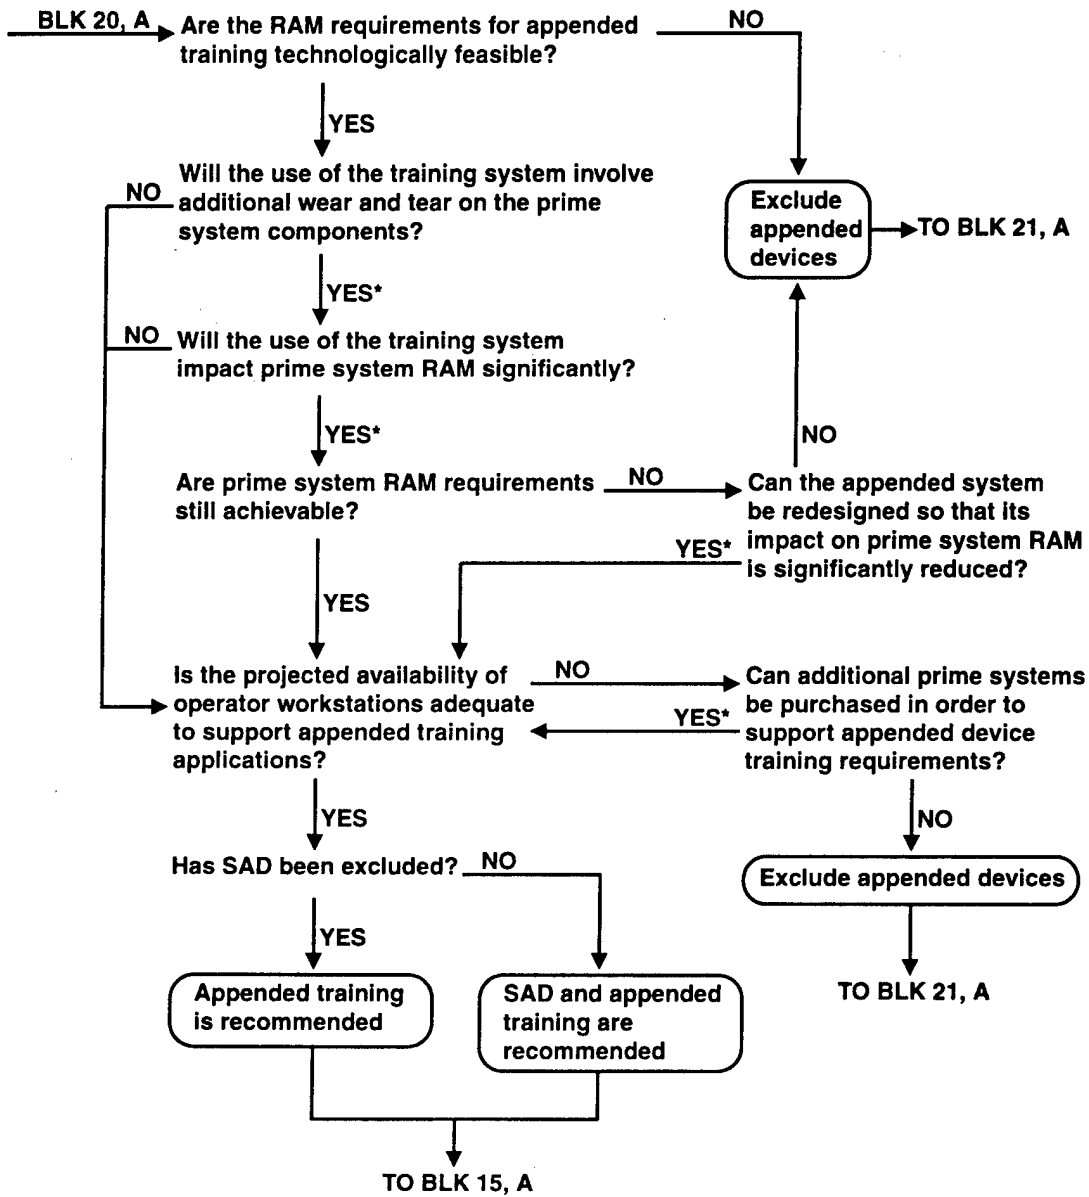 BLK 20, A
Are the RAM requirements for appended
training technologically feasible?
NO
YES
Will the use of the training system involve
additional wear and tear on the prime
system components?
NO
Exclude
appended
devices
TO BLK 21, A
YES*
NO
Will the use of the training system
impact prime system RAM significantly?
YES*
NO
Are prime system RAM requirements
still achievable?
NO
Can the appended system
be redesigned so that its
impact on prime system RAM
is significantly reduced?
YES*
YES
Is the projected availability of
operator workstations adequate
to support appended training
applications?
NO
YES*
Can additional prime systems
be purchased in order to
support appended device
training requirements?
YES
NO
Has SAD been excluded?
NO
Exclude appended devices
YES
TO BLK 21, A
Appended training
is recommended
SAD and appended
training are
recommended
TO BLK 15, A